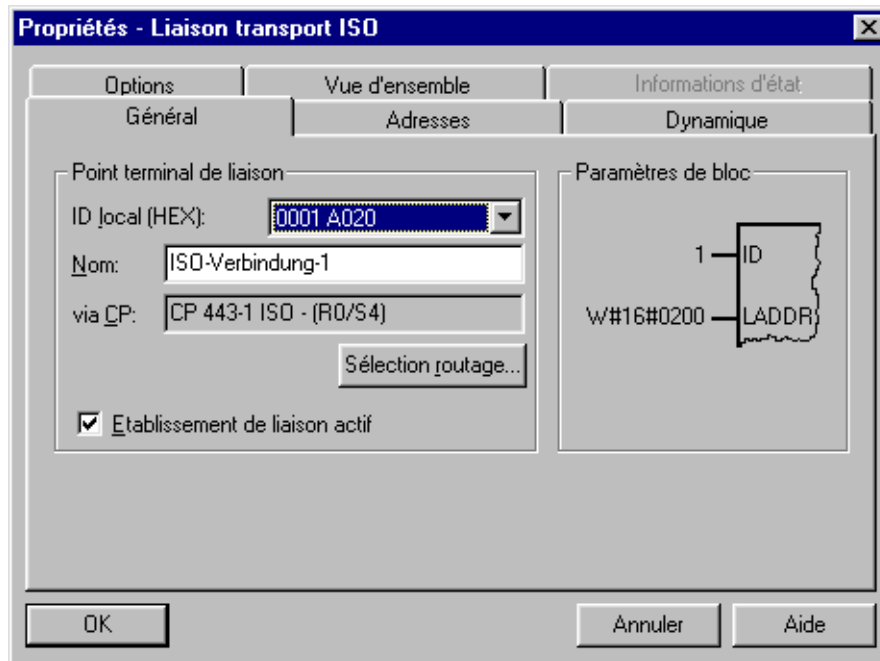 Propriétés - Liaison transport ISO
Options Vue d'ensemble Informations d'état
Général Adresses Dynamique
Point terminal de liaison
ID local (HEX): 0001 A020
Nom: ISO-Verbindung-1
via CP: CP 443-1 ISO - (R0/S4)
Sélection routage...
Etablissement de liaison actif
Paramètres de bloc
1 ID
W#16#0200 LADDR
OK Annuler Aide